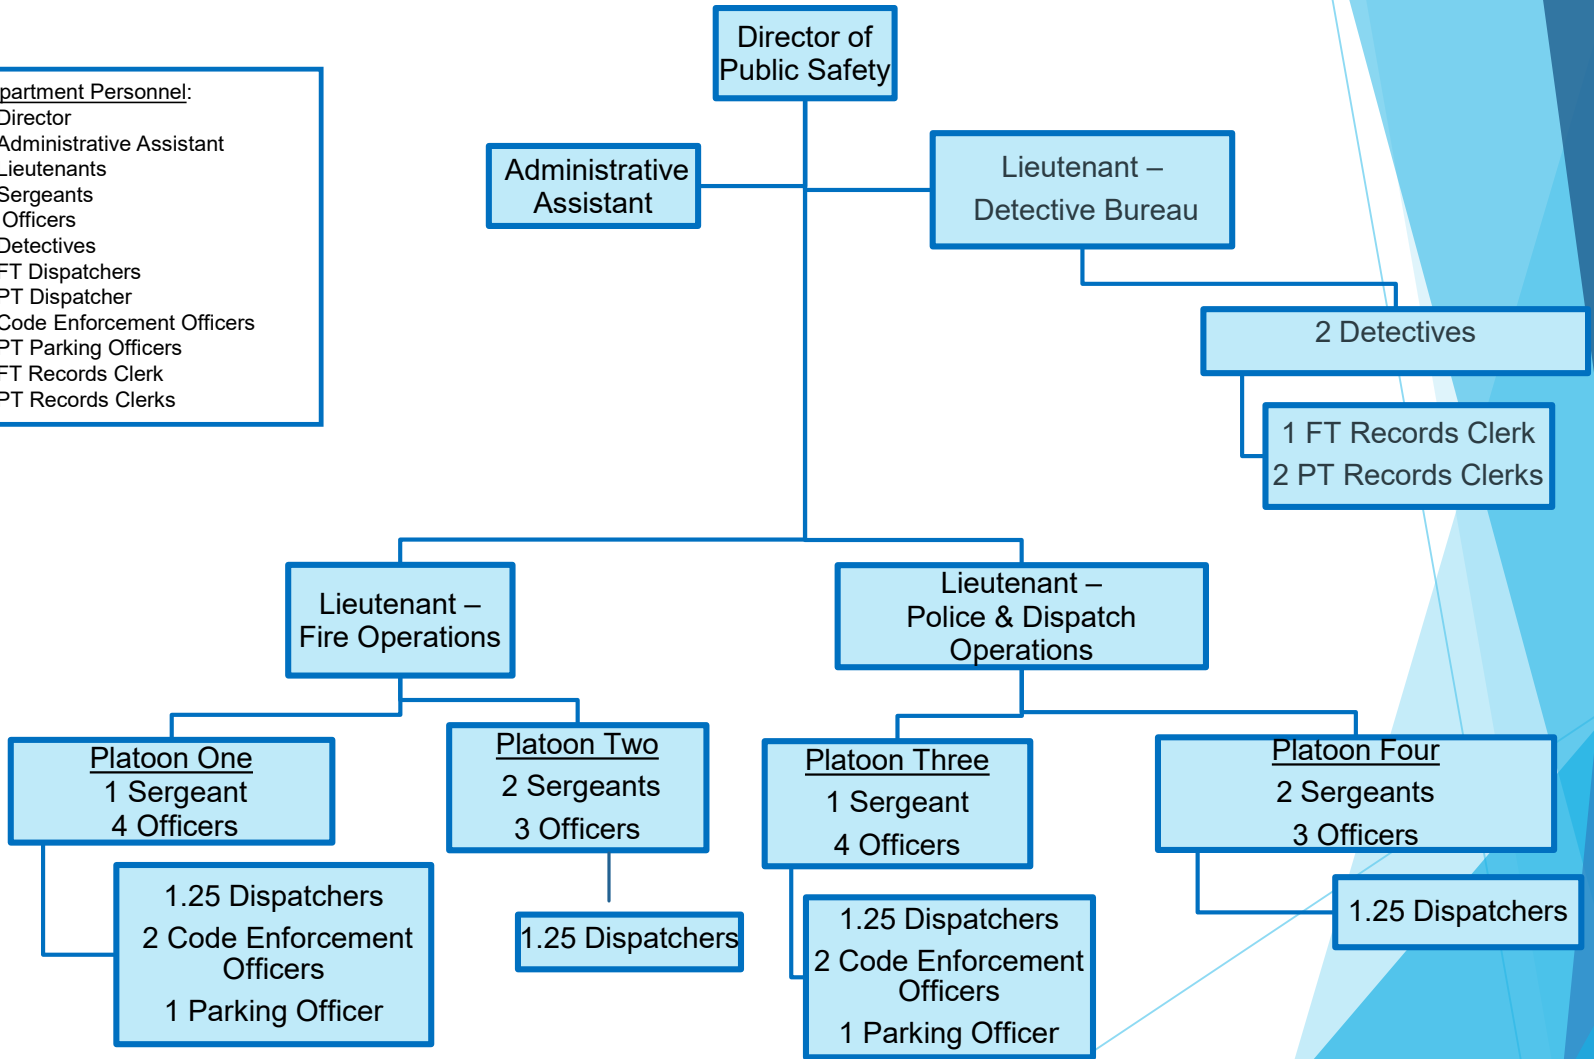 Director of
Public Safety
partment Personnel:
Director
Administrative Assistant
Lieutenants
Sergeants
Officers
Detectives
FT Dispatchers
PT Dispatcher
Code Enforcement Officers
PT Parking Officers
FT Records Clerk
PT Records Clerks
Administrative
Assistant
Lieutenant –
Detective Bureau
2 Detectives
1 FT Records Clerk
2 PT Records Clerks
Lieutenant –
Fire Operations
Lieutenant –
Police & Dispatch
Operations
Platoon One
1 Sergeant
4 Officers
Platoon Two
2 Sergeants
3 Officers
Platoon Three
1 Sergeant
4 Officers
Platoon Four
2 Sergeants
3 Officers
1.25 Dispatchers
2 Code Enforcement
Officers
1 Parking Officer
1.25 Dispatchers
1.25 Dispatchers
2 Code Enforcement
Officers
1 Parking Officer
1.25 Dispatchers